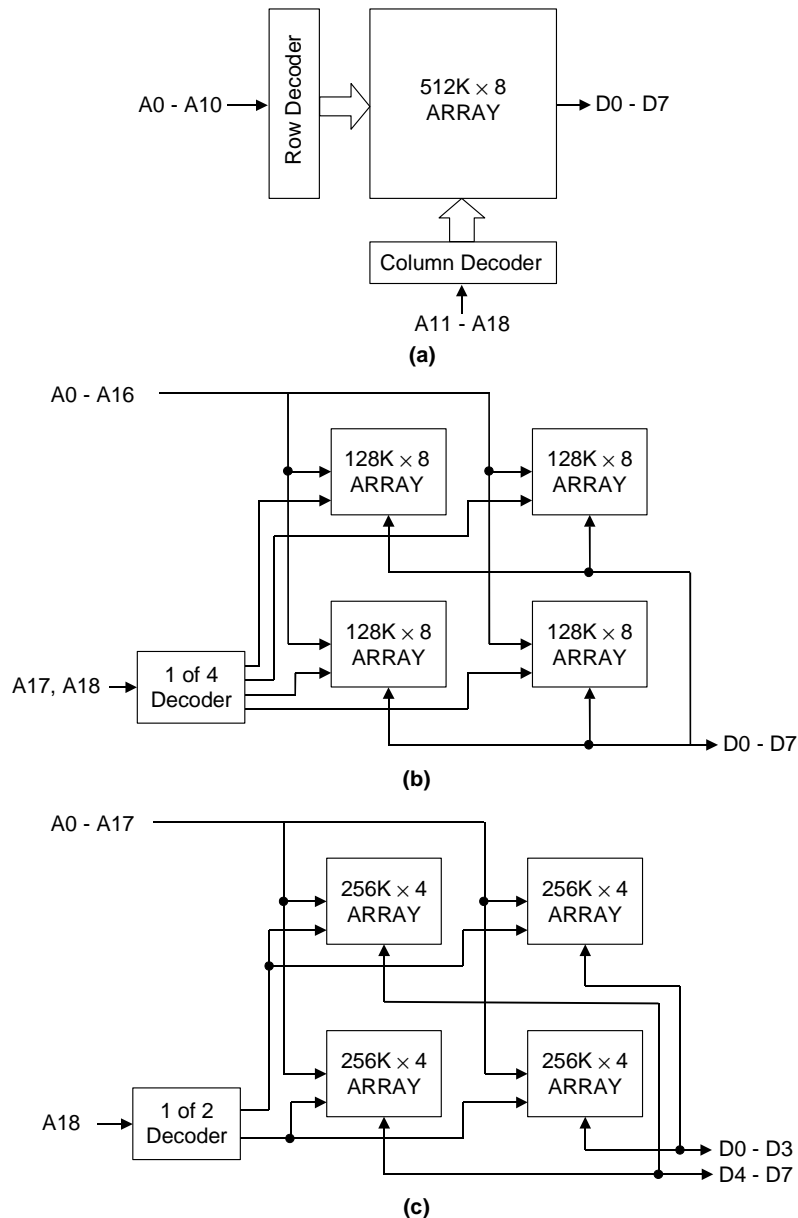 A0 - A10
Row Decoder
512K × 8
ARRAY
D0 - D7
Column Decoder
A11 - A18
(a)
A0 - A16
128K × 8
ARRAY
128K × 8
ARRAY
128K × 8
ARRAY
128K × 8
ARRAY
A17, A18
1 of 4
Decoder
D0 - D7
(b)
A0 - A17
256K × 4
ARRAY
256K × 4
ARRAY
256K × 4
ARRAY
256K × 4
ARRAY
A18
1 of 2
Decoder
D0 - D3
D4 - D7
(c)